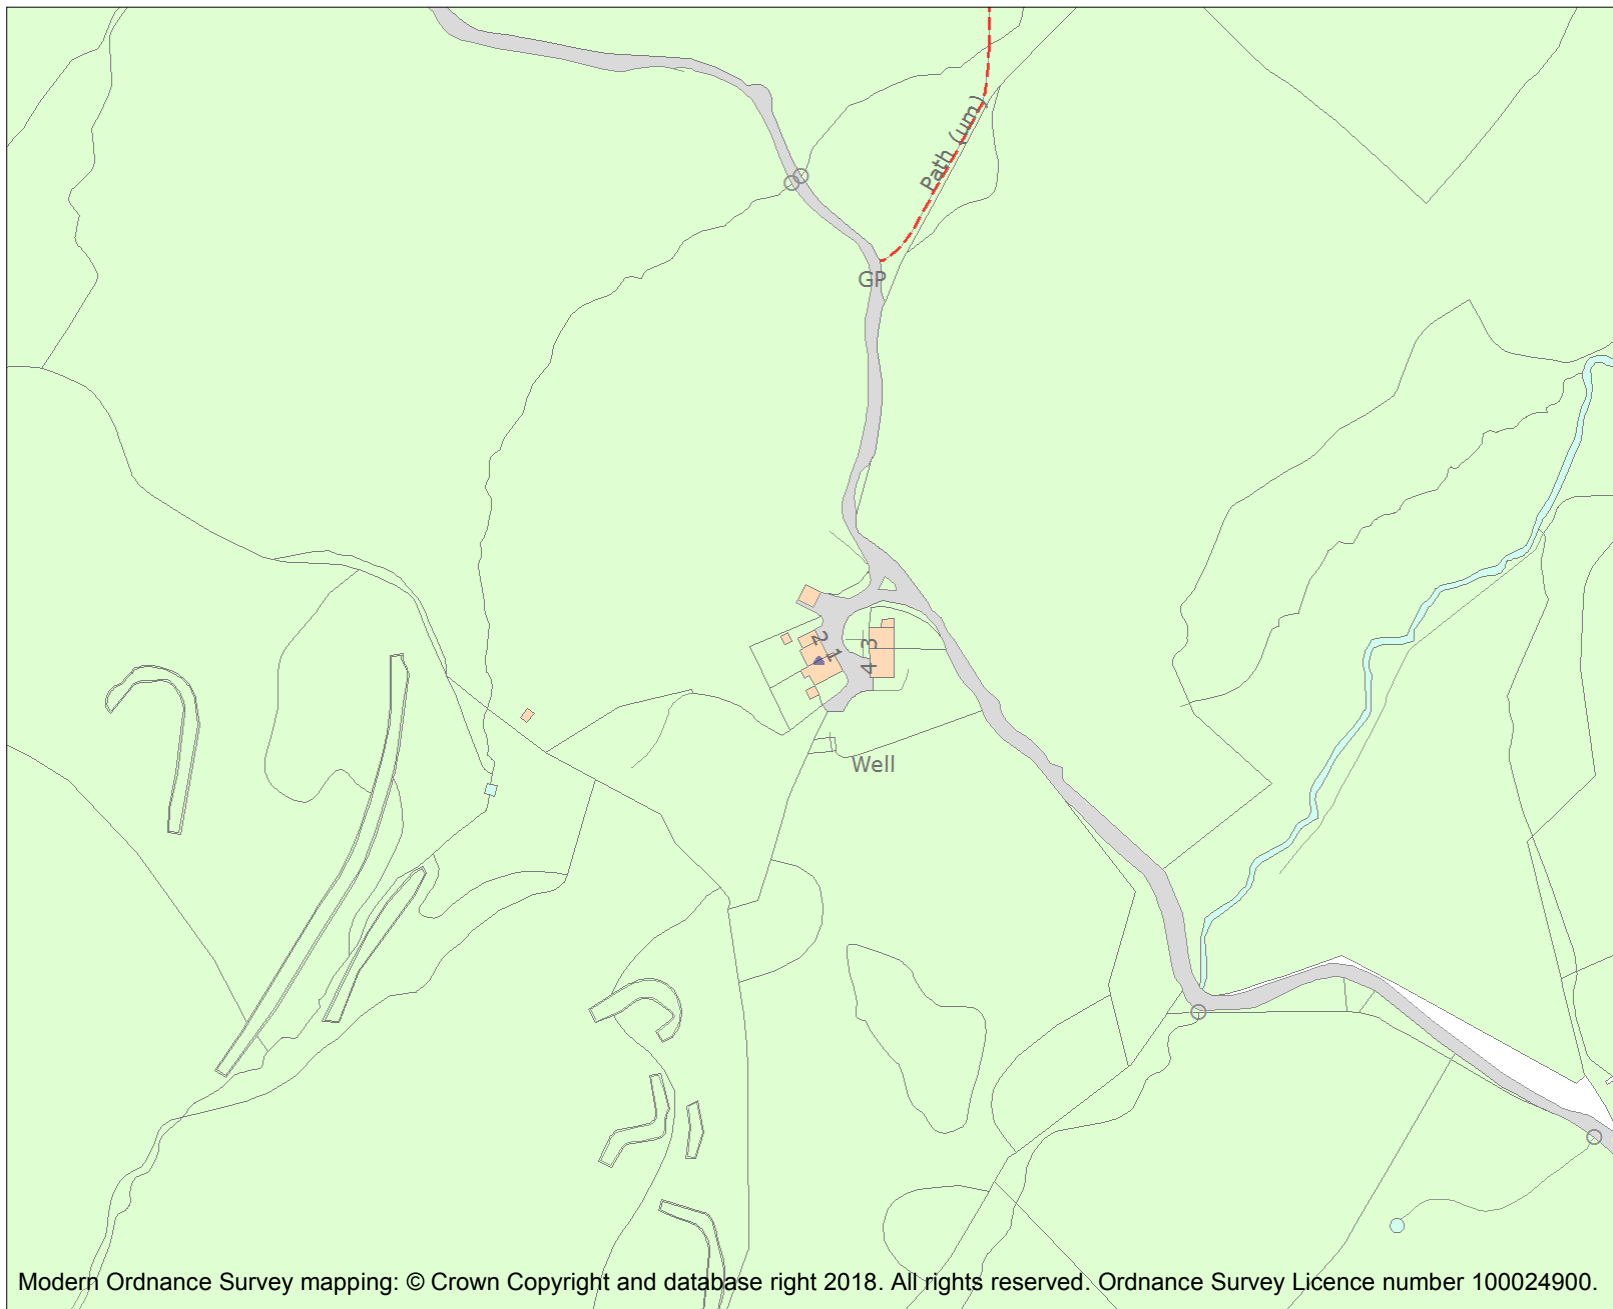 Path (um)
GP
2
1
3
4
Well
Modern Ordnance Survey mapping: © Crown Copyright and database right 2018. All rights reserved. Ordnance Survey Licence number 100024900.